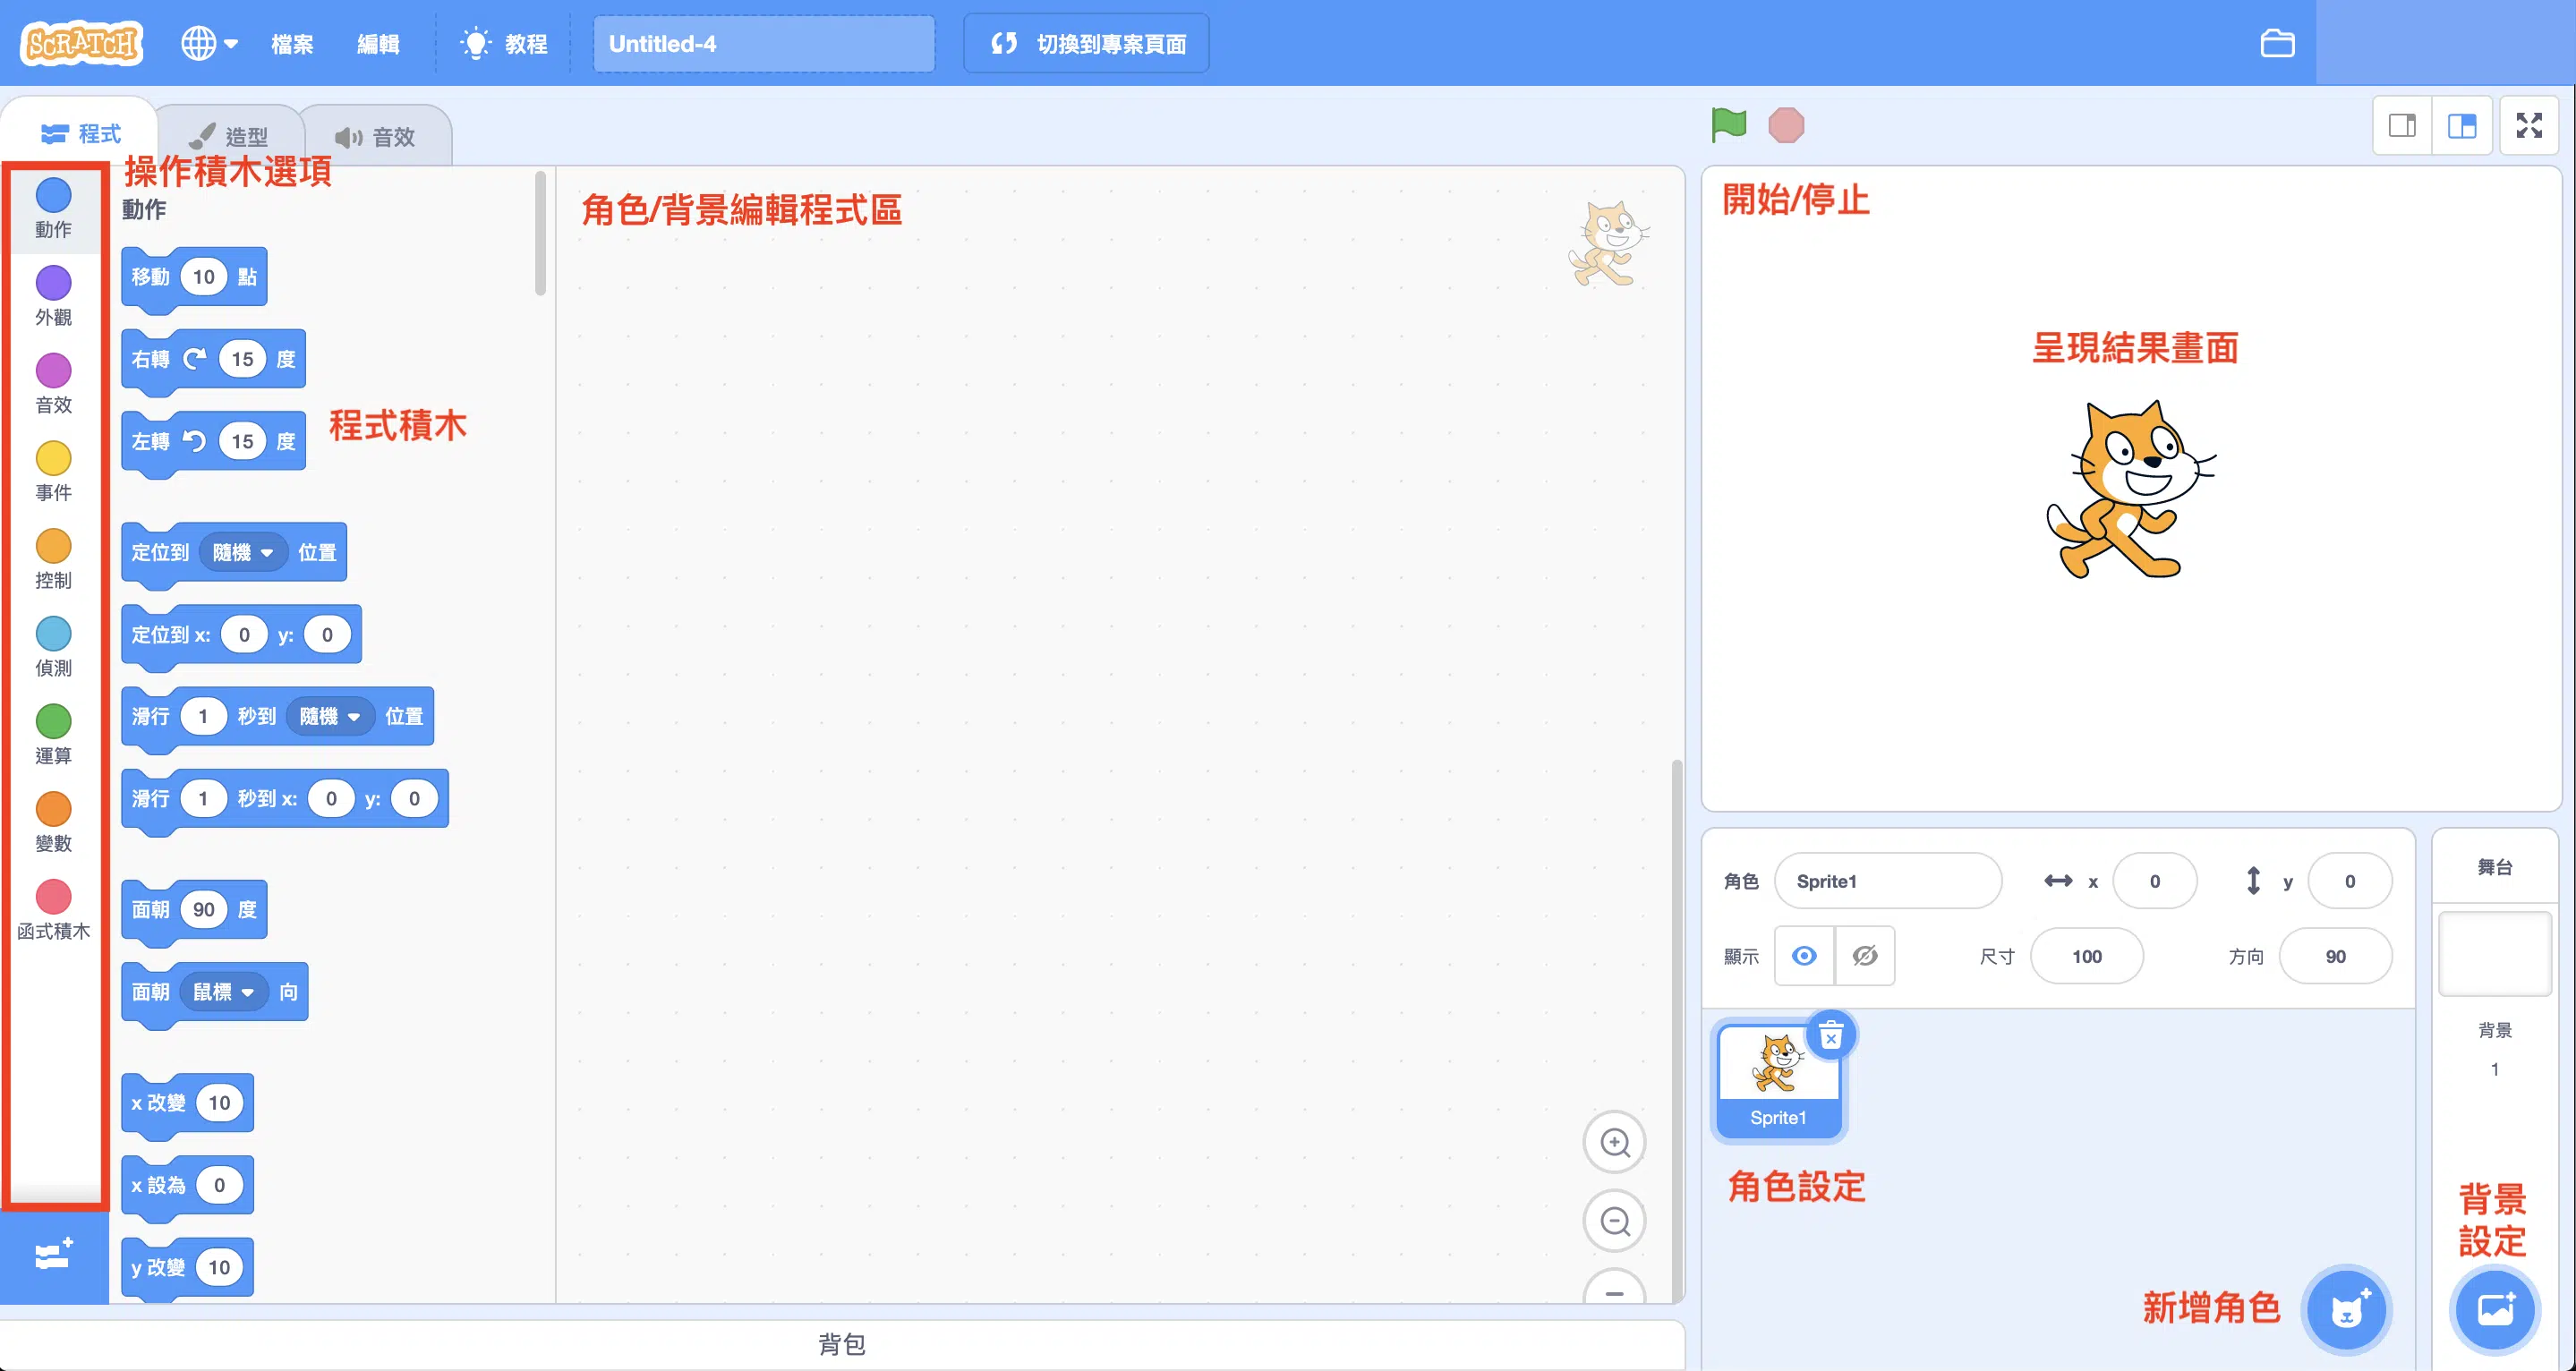 SCRATCH
檔案
編輯
教程
Untitled-4
切換到專案頁面
程式
造型
音效
操作積木選項
動作
外觀
音效
事件
控制
偵測
運算
變數
函式積木
動作
移動 10 點
右轉 15 度
左轉 15 度
程式積木
定位到 隨機 位置
定位到 x: 0 y: 0
滑行 1 秒到 隨機 位置
滑行 1 秒到 x: 0 y: 0
面朝 90 度
面朝 鼠標 向
x 改變 10
x 設為 0
y 改變 10
角色/背景編輯程式區
背包
開始/停止
呈現結果畫面
角色 Sprite1 x 0 y 0
顯示 尺寸 100 方向 90
Sprite1
角色設定
新增角色
舞台
背景
1
背景
設定